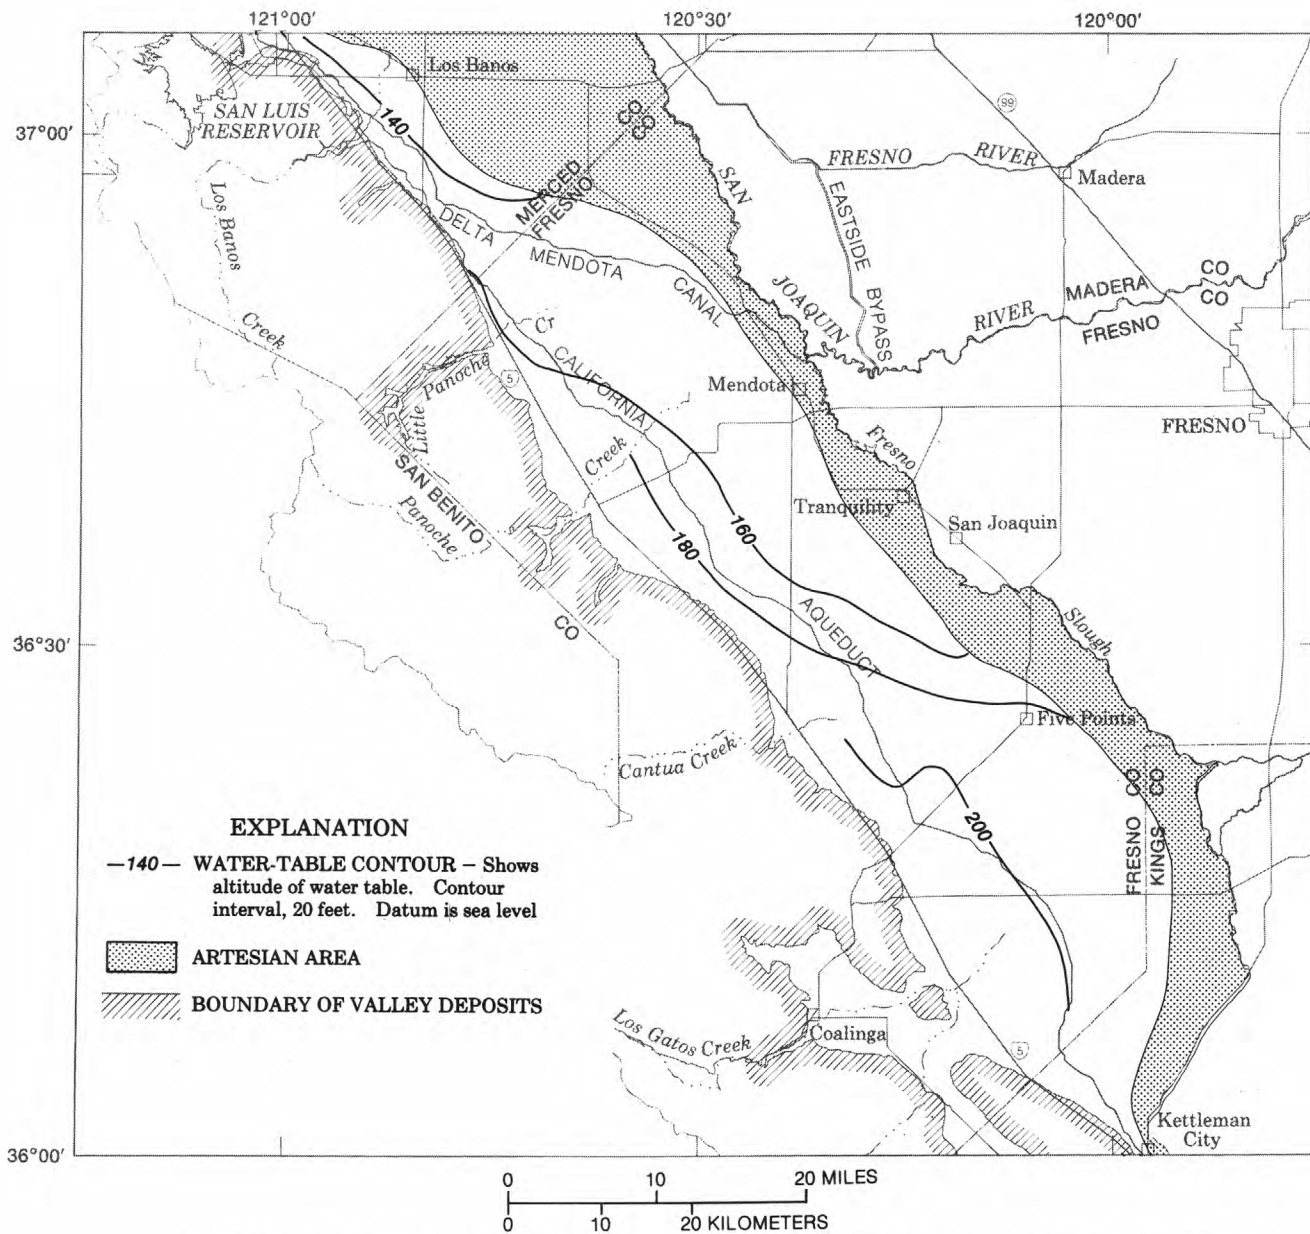 121°00′
120°30′
120°00′
Los Banos
SAN LUIS
RESERVOIR
37°00′
140
CO
CO
CO
99
FRESNO RIVER
Madera
MERCED
FRESNO
SAN
JOAQUIN
RIVER
EASTSIDE
BYPASS
DELTA
MENDOTA
CANAL
MADERA CO
FRESNO CO
Los Banos
Creek
Cr
Panoche
Little
5
CALIFORNIA
Mendota
Fresno
FRESNO
Creek
SAN BENITO
CO
Panoche
Tranquility
San Joaquin
160
180
AQUEDUCT
Slough
36°30′
Five Points
Cantua Creek
200
FRESNO CO
KINGS CO
EXPLANATION
—140— WATER-TABLE CONTOUR – Shows
altitude of water table. Contour
interval, 20 feet. Datum is sea level
ARTESIAN AREA
BOUNDARY OF VALLEY DEPOSITS
Los Gatos Creek
Coalinga
5
Kettleman
City
36°00′
0 10 20 MILES
0 10 20 KILOMETERS